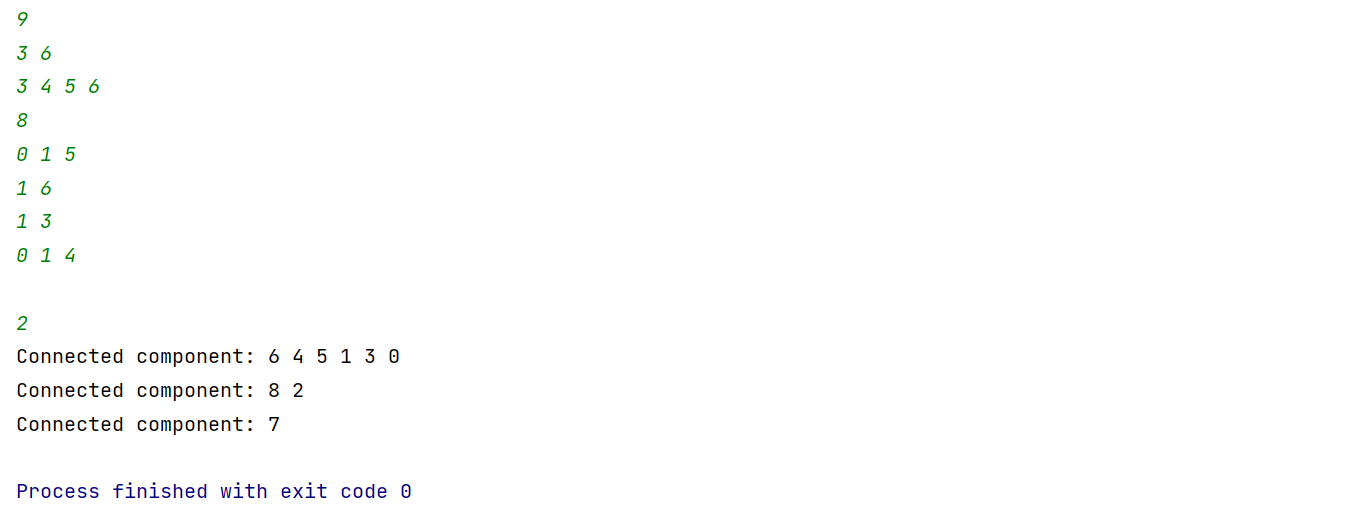 9
3 6
3 4 5 6
8
0 1 5
1 6
1 3
0 1 4

2
Connected component: 6 4 5 1 3 0
Connected component: 8 2
Connected component: 7

Process finished with exit code 0